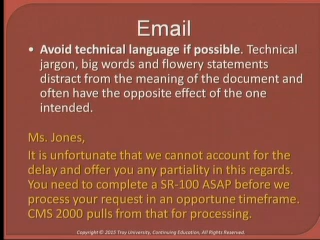 Email
• Avoid technical language if possible. Technical
jargon, big words and flowery statements
distract from the meaning of the document and
often have the opposite effect of the one
intended.
Ms. Jones,
It is unfortunate that we cannot account for the
delay and offer you any partiality in this regards.
You need to complete a SR-100 ASAP before we
process your request in an opportune timeframe.
CMS 2000 pulls from that for processing.
Copyright © 2015 Troy University, Continuing Education, All Rights Reserved.